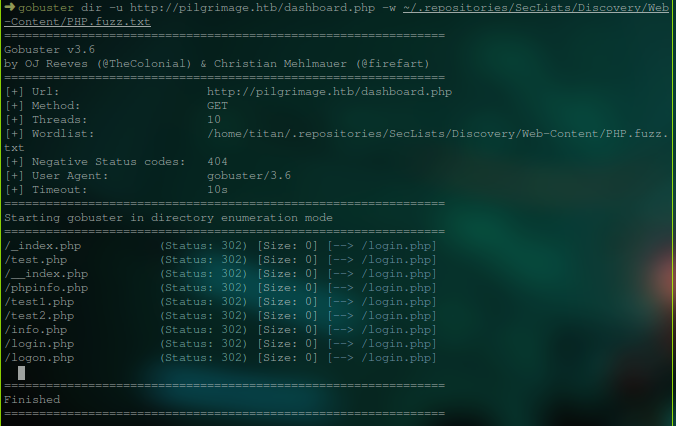 ➜ gobuster dir -u http://pilgrimage.htb/dashboard.php -w ~/.repositories/SecLists/Discovery/Web
-Content/PHP.fuzz.txt
===============================================================
Gobuster v3.6
by OJ Reeves (@TheColonial) & Christian Mehlmauer (@firefart)
===============================================================
[+] Url:                     http://pilgrimage.htb/dashboard.php
[+] Method:                  GET
[+] Threads:                 10
[+] Wordlist:                /home/titan/.repositories/SecLists/Discovery/Web-Content/PHP.fuzz.
txt
[+] Negative Status codes:   404
[+] User Agent:              gobuster/3.6
[+] Timeout:                 10s
===============================================================
Starting gobuster in directory enumeration mode
===============================================================
/_index.php           (Status: 302) [Size: 0] [--> /login.php]
/test.php             (Status: 302) [Size: 0] [--> /login.php]
/__index.php          (Status: 302) [Size: 0] [--> /login.php]
/phpinfo.php          (Status: 302) [Size: 0] [--> /login.php]
/test1.php            (Status: 302) [Size: 0] [--> /login.php]
/test2.php            (Status: 302) [Size: 0] [--> /login.php]
/info.php             (Status: 302) [Size: 0] [--> /login.php]
/login.php            (Status: 302) [Size: 0] [--> /login.php]
/logon.php            (Status: 302) [Size: 0] [--> /login.php]
===============================================================
Finished
===============================================================